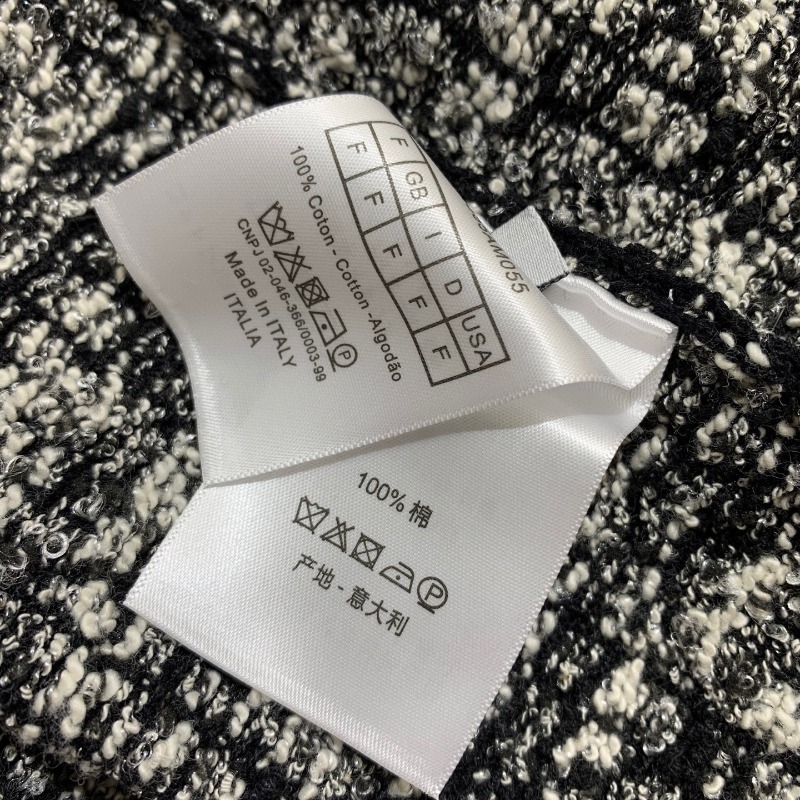 F GB I D USA
F F F F F
100% Coton - Cotton -Algodão
CNPJ 02-046-366/0003-99
Made In ITALY
ITALIA
100% 棉
产地 - 意大利